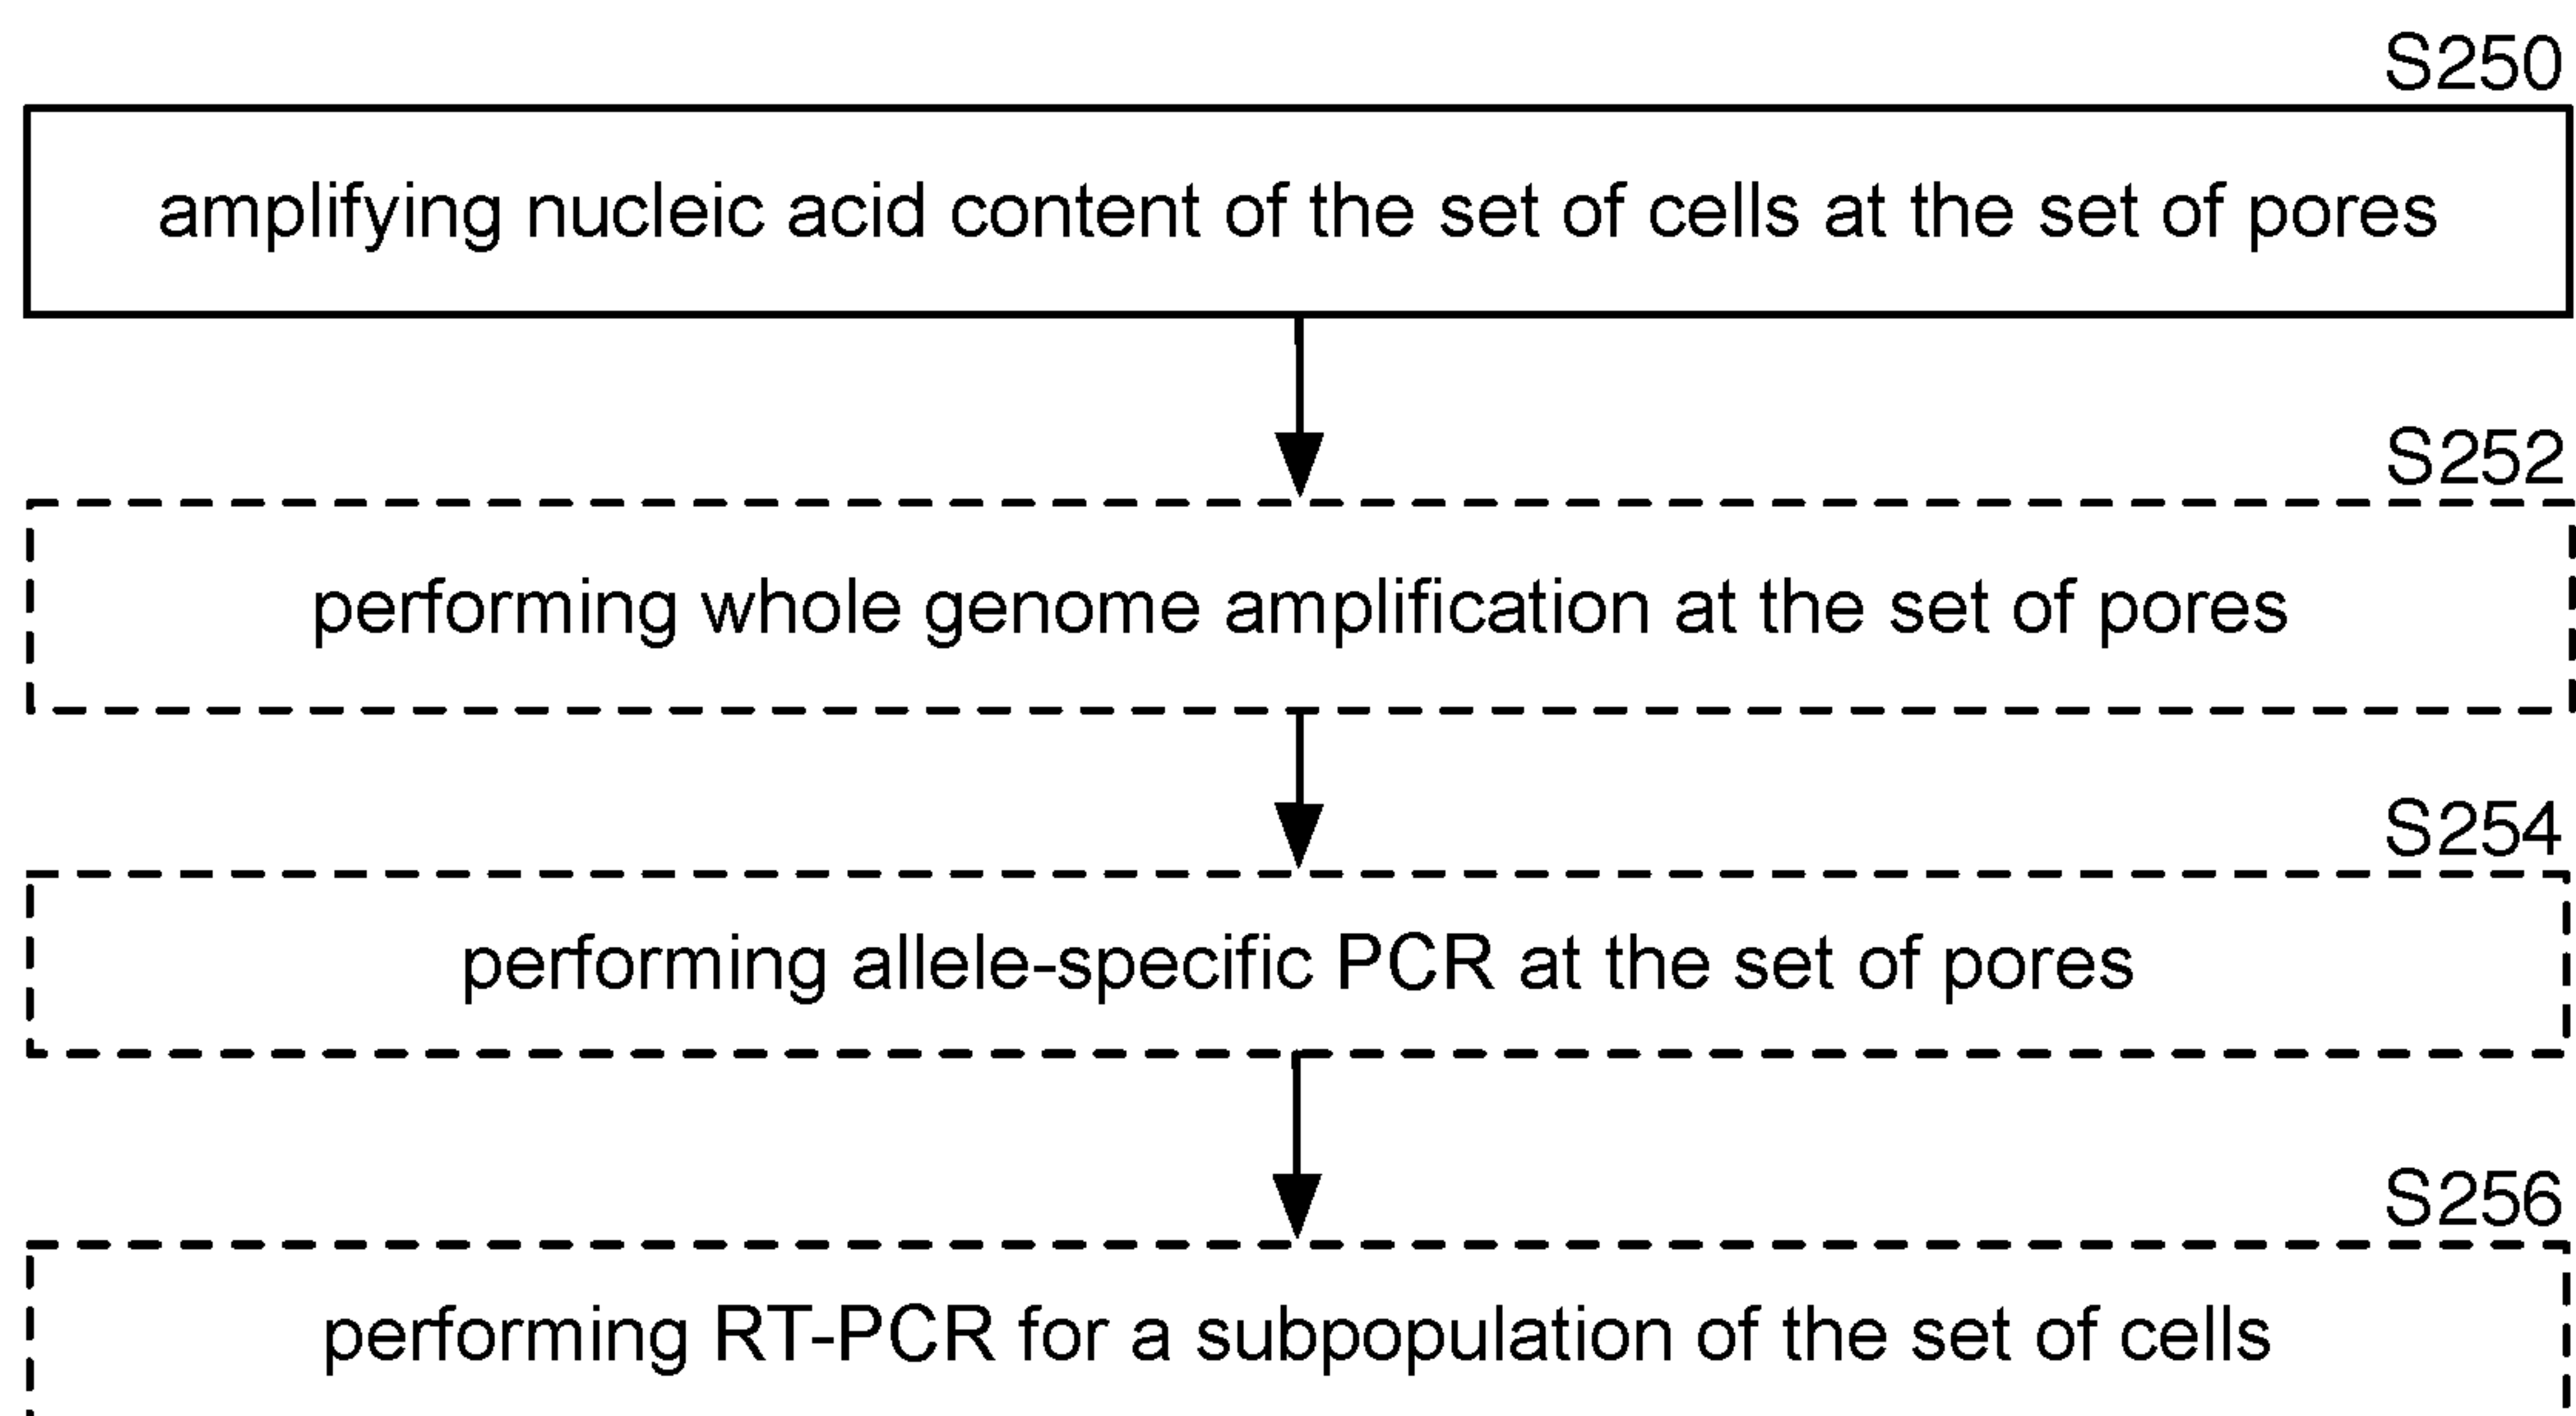 S250
amplifying nucleic acid content of the set of cells at the set of pores
S252
performing whole genome amplification at the set of pores
S254
performing allele-specific PCR at the set of pores
S256
performing RT-PCR for a subpopulation of the set of cells